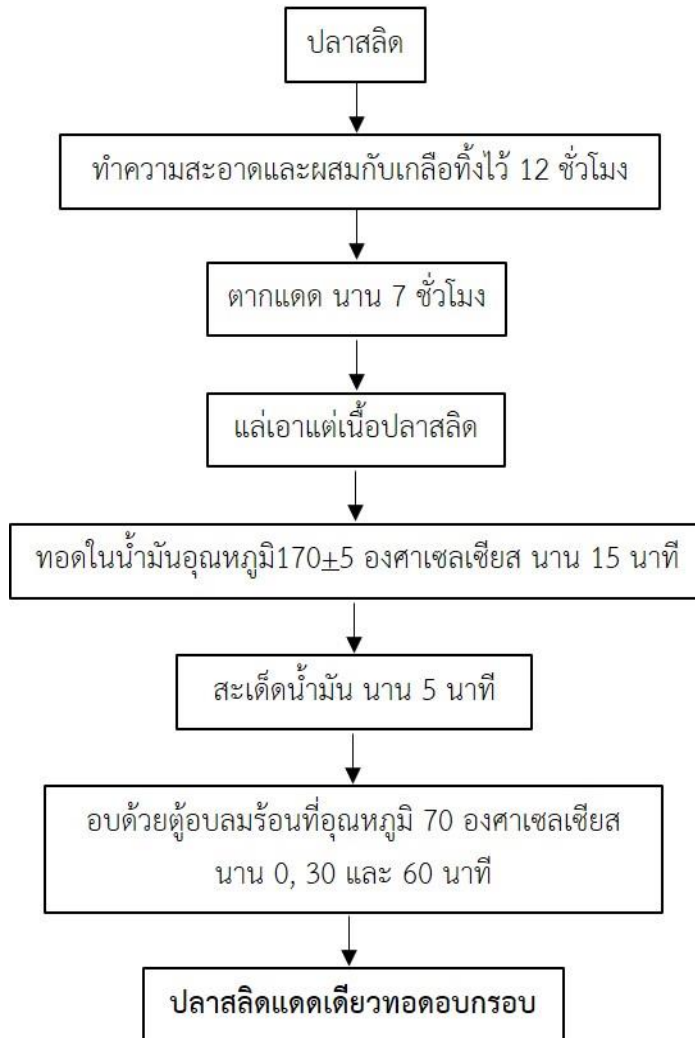 ปลาสลิด
ทำความสะอาดและผสมกับเกลือทิ้งไว้ 12 ชั่วโมง
ตากแดด นาน 7 ชั่วโมง
แล่เอาแต่เนื้อปลาสลิด
ทอดในน้ำมันอุณหภูมิ170±5 องศาเซลเซียส นาน 15 นาที
สะเด็ดน้ำมัน นาน 5 นาที
อบด้วยตู้อบลมร้อนที่อุณหภูมิ 70 องศาเซลเซียส
นาน 0, 30 และ 60 นาที
ปลาสลิดแดดเดียวทอดอบกรอบ